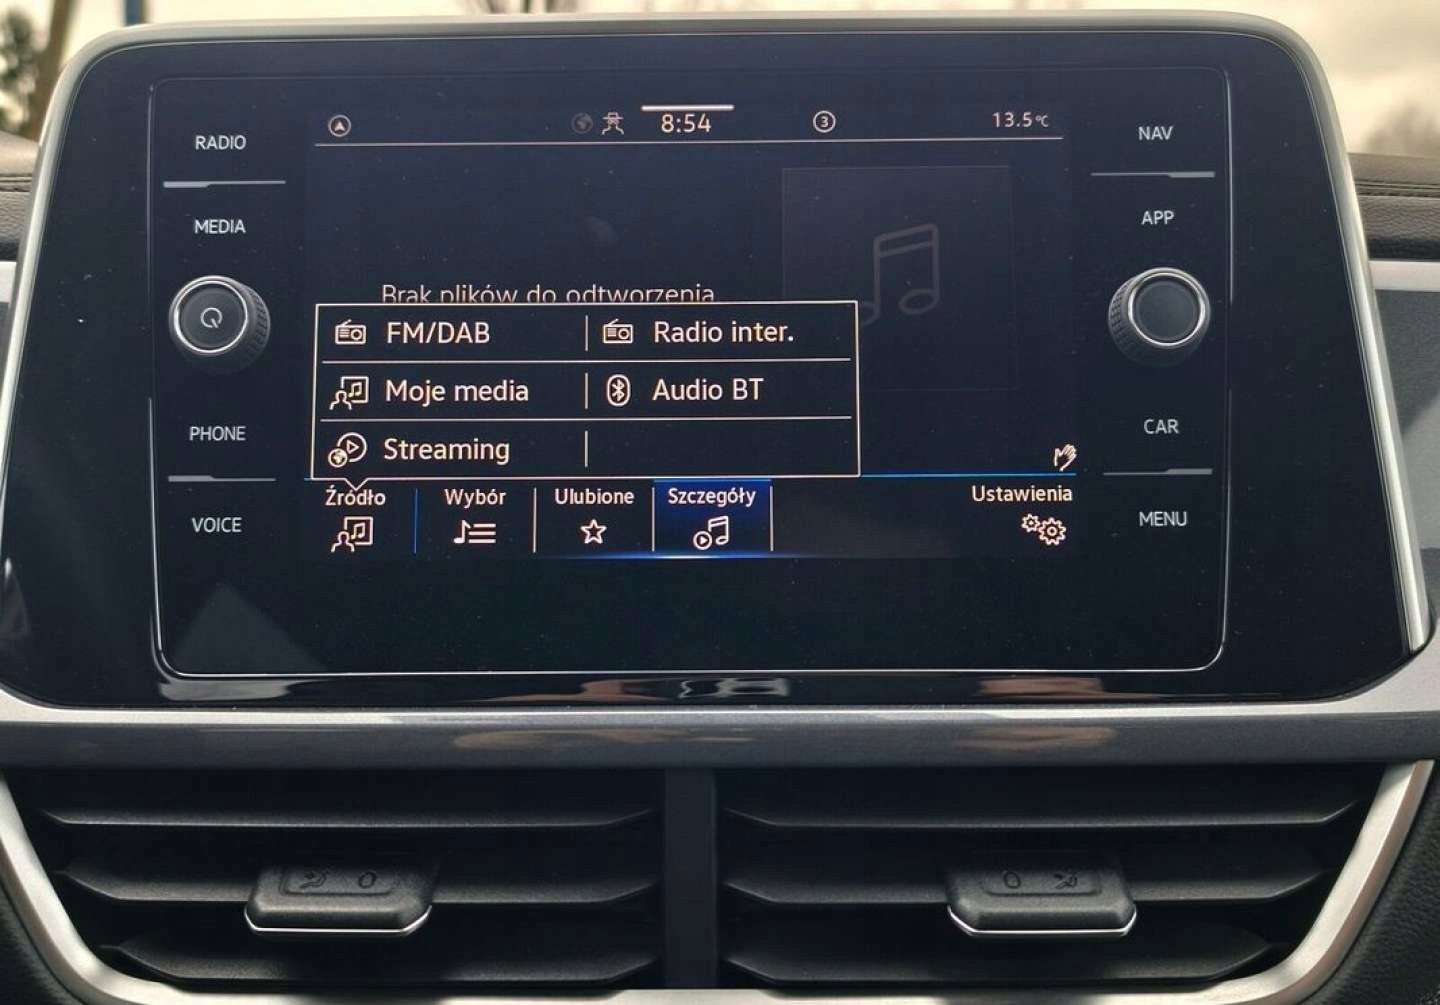 RADIO
MEDIA
PHONE
VOICE
8:54
3
13.5°C
Brak plików do odtworzenia
FM/DAB
Radio inter.
Moje media
Audio BT
Streaming
Źródło
Wybór
Ulubione
Szczegóły
Ustawienia
NAV
APP
CAR
MENU